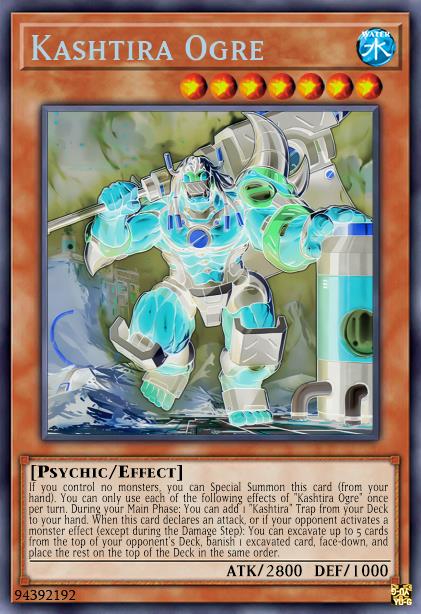 Kashtira Ogre
WATER
水
[Psychic/Effect]
If you control no monsters, you can Special Summon this card (from your
hand). You can only use each of the following effects of "Kashtira Ogre" once
per turn. During your Main Phase: You can add 1 "Kashtira" Trap from your Deck
to your hand. When this card declares an attack, or if your opponent activates a
monster effect (except during the Damage Step): You can excavate up to 5 cards
from the top of your opponent's Deck, banish 1 excavated card, face-down, and
place the rest on the top of the Deck in the same order.
ATK/2800 DEF/1000
94392192